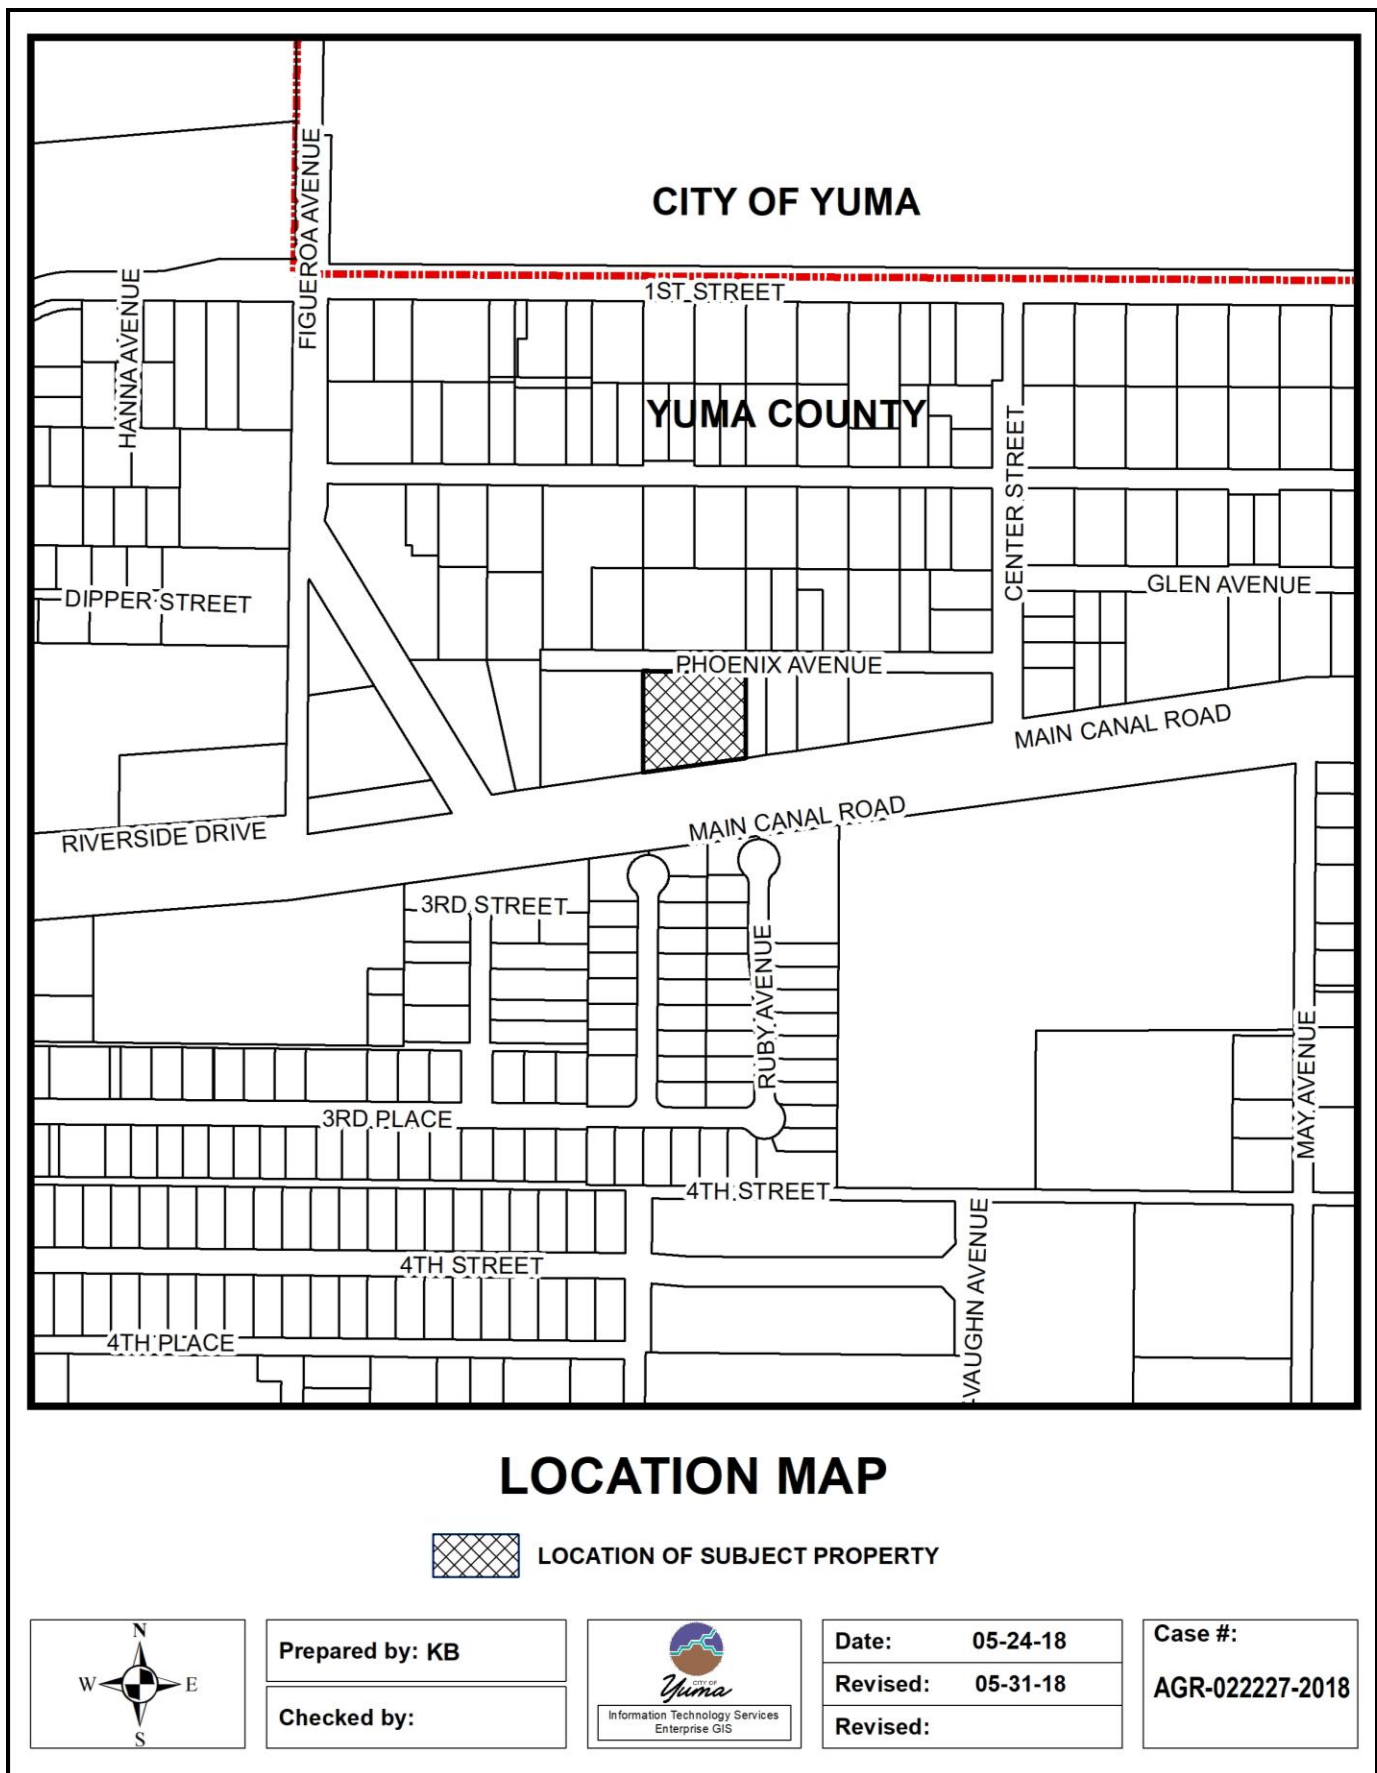 CITY OF YUMA
FIGUEROA AVENUE
HANNA AVENUE
1ST STREET
YUMA COUNTY
CENTER STREET
DIPPER STREET
GLEN AVENUE
PHOENIX AVENUE
MAIN CANAL ROAD
RIVERSIDE DRIVE
MAIN CANAL ROAD
3RD STREET
RUBY AVENUE
MAY AVENUE
3RD PLACE
4TH STREET
VAUGHN AVENUE
4TH STREET
4TH PLACE
LOCATION MAP
LOCATION OF SUBJECT PROPERTY
N
W E
S
Prepared by: KB
Checked by:
CITY OF
Yuma
Information Technology Services
Enterprise GIS
Date: 05-24-18
Revised: 05-31-18
Revised:
Case #:
AGR-022227-2018